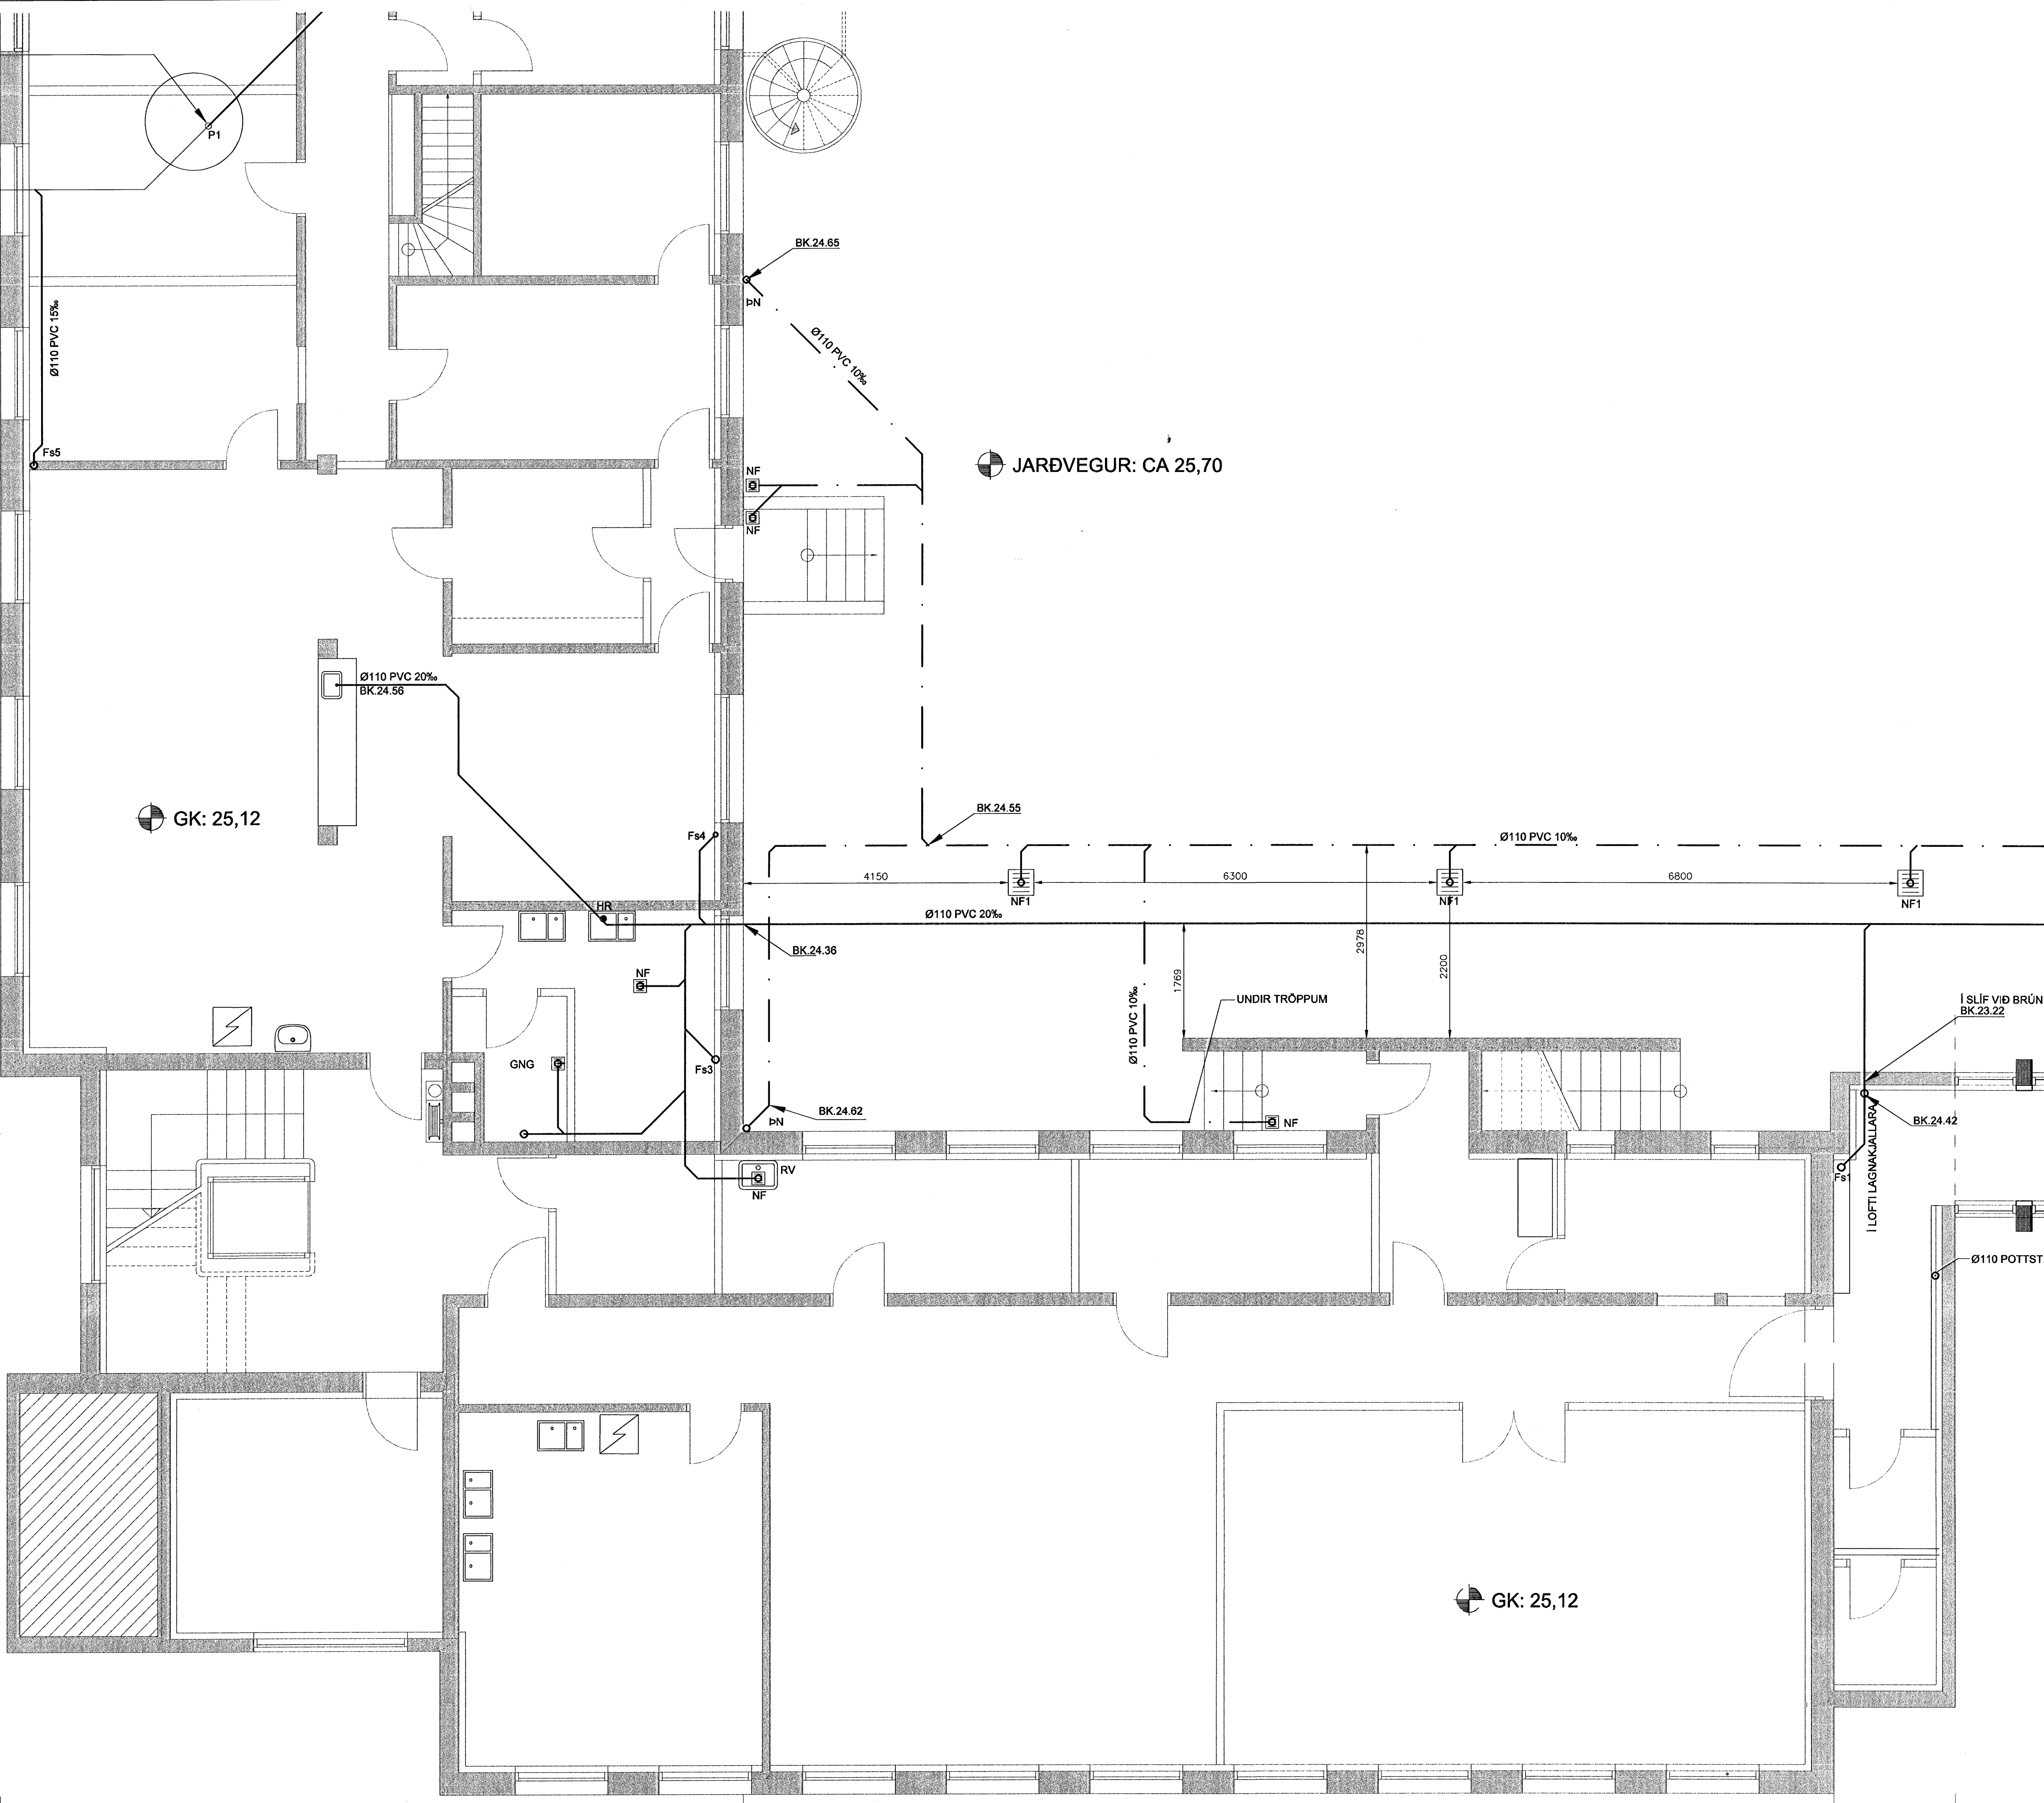 P1
BK.24.65
ÞN
Ø110 PVC 15‰
Ø110 PVC 10‰
Fs5
NF
JARÐVEGUR: CA 25,70
NF
Ø110 PVC 20‰
BK.24.56
GK: 25,12
BK.24.55
Fs4
Ø110 PVC 10‰
4150
6300
6800
NF1
NF1
NF1
HR
Ø110 PVC 20‰
BK.24.36
2978
2200
1769
NF
Ø110 PVC 10‰
UNDIR TRÖPPUM
Í SLÍF VIÐ BRÚN
BK.23.22
GNG
Fs3
BK.24.62
ÞN
NF
BK.24.42
Í LOFTI LAGNAKJALLARA
RV
NF
Fs1
Ø110 POTTST.
GK: 25,12